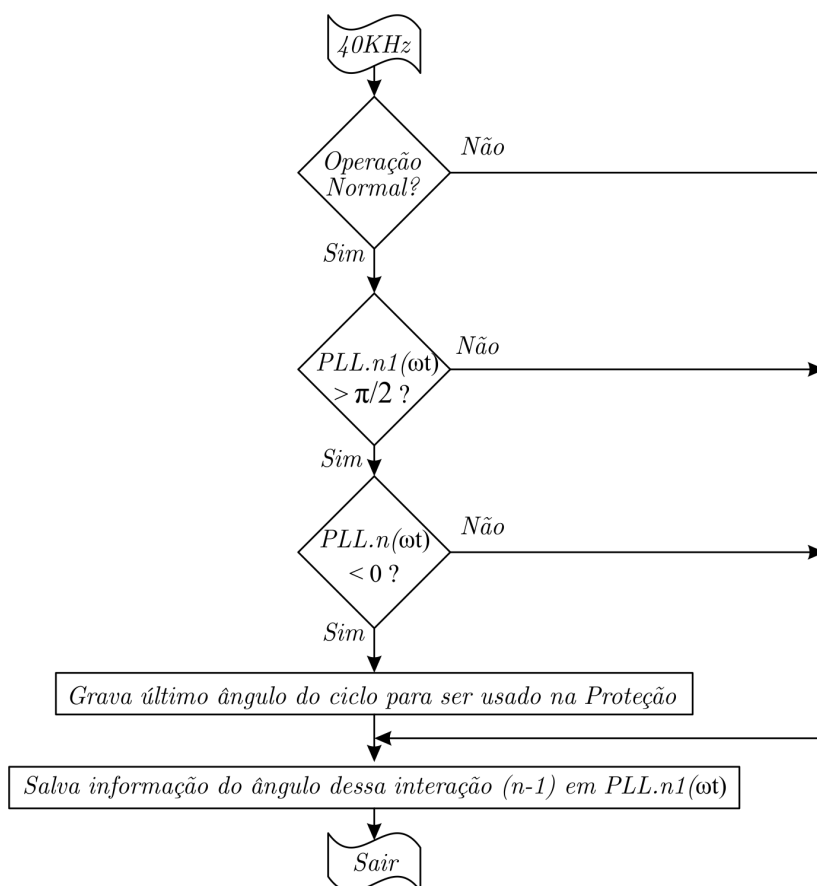 40KHz
Operação
Normal?
Não
Sim
PLL.n1(ωt)
> π/2 ?
Não
Sim
PLL.n(ωt)
< 0 ?
Não
Sim
Grava último ângulo do ciclo para ser usado na Proteção
Salva informação do ângulo dessa interação (n-1) em PLL.n1(ωt)
Sair